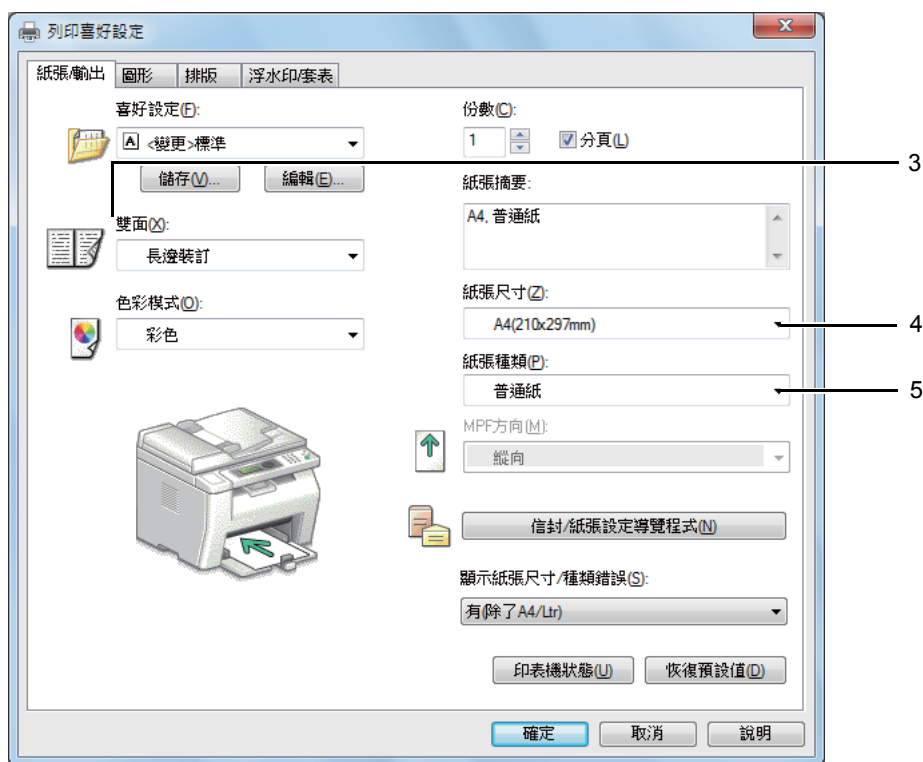 列印喜好設定
紙張/輸出 圖形 排版 浮水印/套表
喜好設定(F):
A <變更>標準
儲存(V)... 編輯(E)...
雙面(X):
長邊裝訂
色彩模式(O):
彩色
份數(C):
1 分頁(L)
3
紙張摘要:
A4, 普通紙
紙張尺寸(Z):
A4(210x297mm)
4
紙張種類(P):
普通紙
5
MPF方向(M):
縱向
信封/紙張設定導覽程式(N)
顯示紙張尺寸/種類錯誤(S):
有(除了A4/Ltr)
印表機狀態(U) 恢復預設值(D)
確定 取消 說明